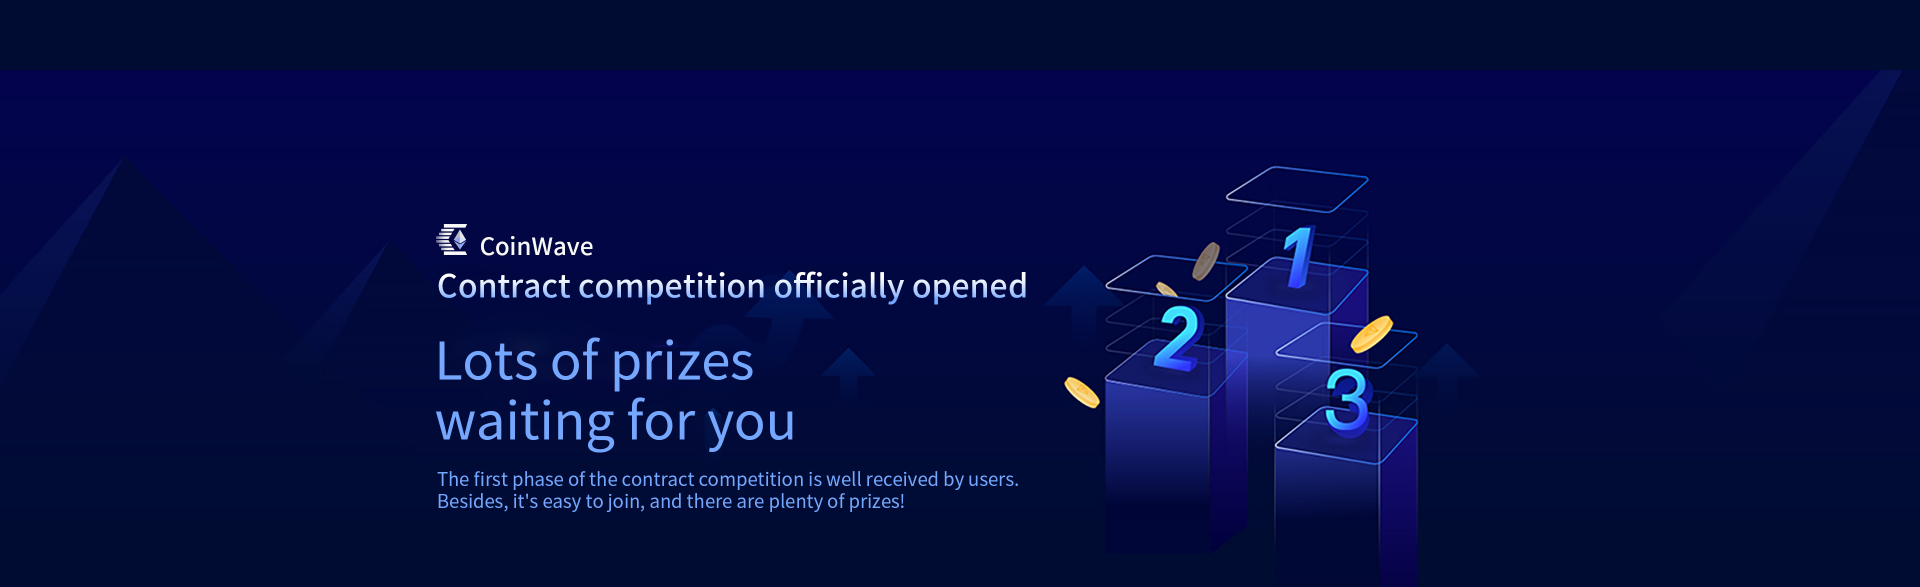 CoinWave
Contract competition officially opened
Lots of prizes
waiting for you
The first phase of the contract competition is well received by users.
Besides, it's easy to join, and there are plenty of prizes!
1
2
3